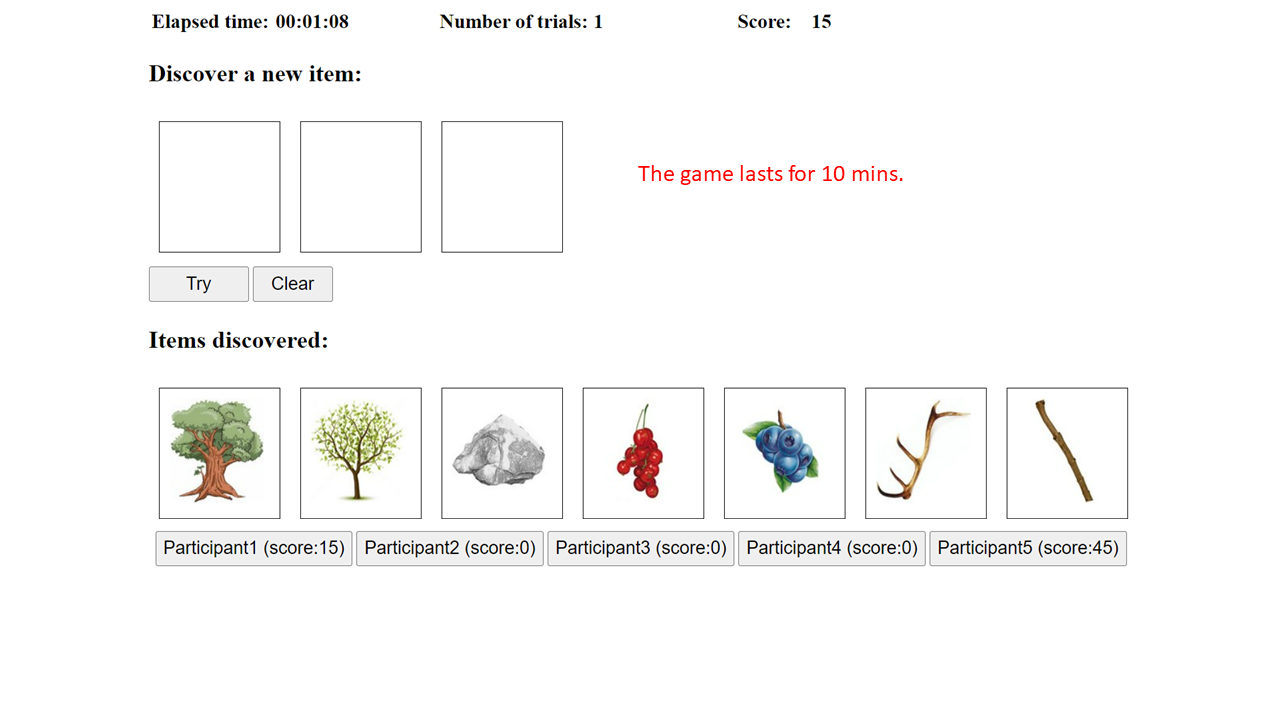 Elapsed time: 00:01:08 Number of trials: 1 Score: 15
Discover a new item:
The game lasts for 10 mins.
Try Clear
Items discovered:
Participant1 (score:15) Participant2 (score:0) Participant3 (score:0) Participant4 (score:0) Participant5 (score:45)